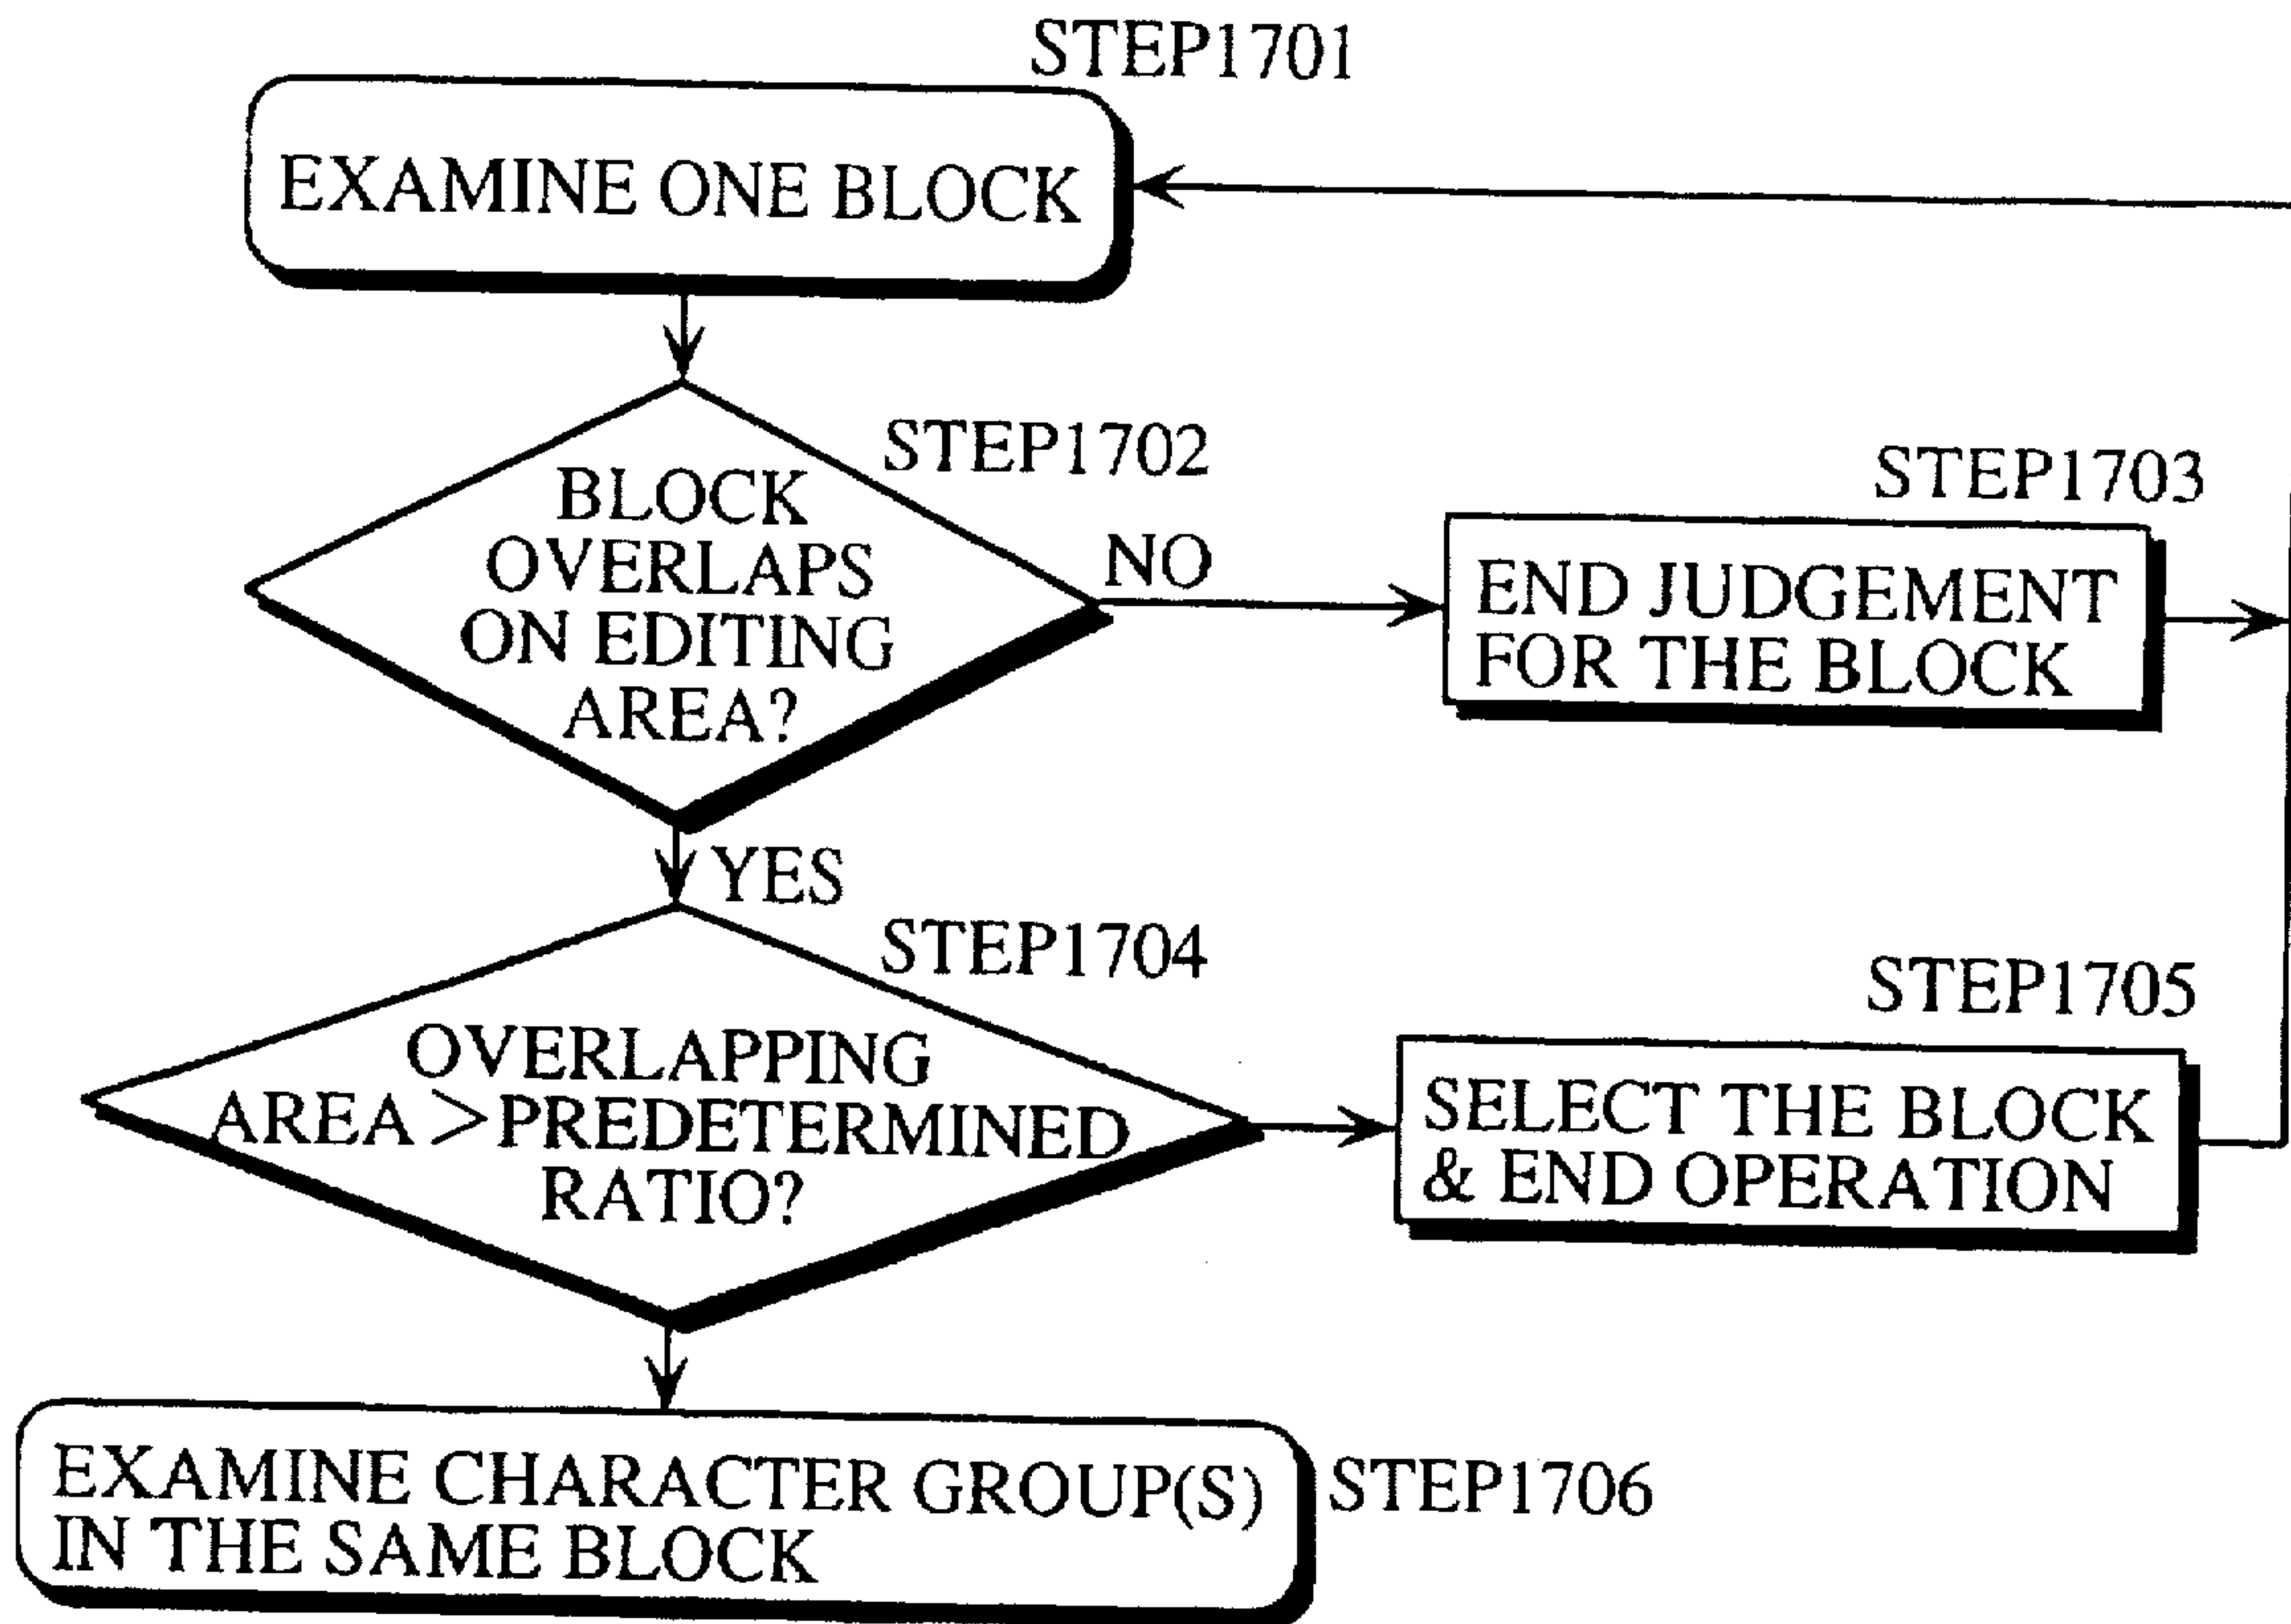 STEP1701
EXAMINE ONE BLOCK
STEP1702
BLOCK
OVERLAPS
ON EDITING
AREA?
NO
STEP1703
END JUDGEMENT
FOR THE BLOCK
YES
STEP1704
OVERLAPPING
AREA >PREDETERMINED
RATIO?
STEP1705
SELECT THE BLOCK
& END OPERATION
EXAMINE CHARACTER GROUP(S)
IN THE SAME BLOCK
STEP1706